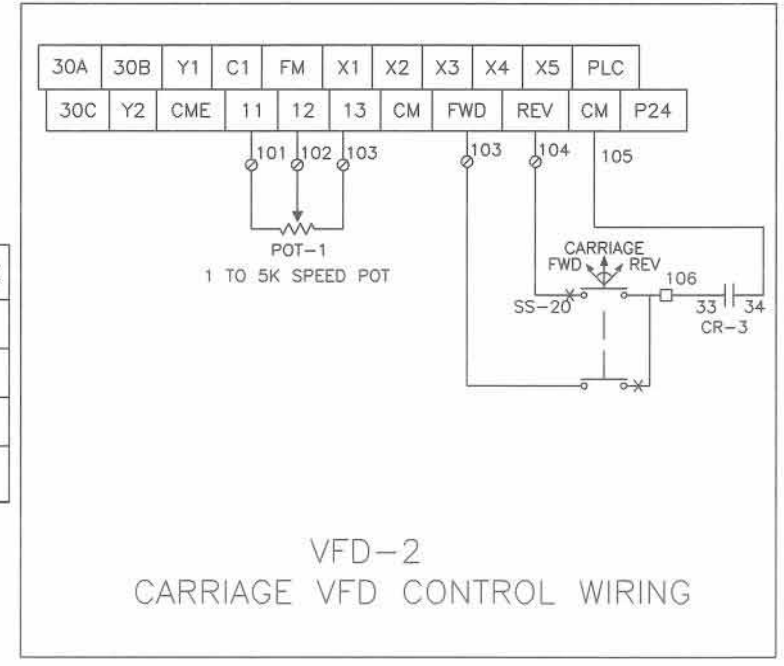 30A 30B Y1 C1 FM X1 X2 X3 X4 X5 PLC
30C Y2 CME 11 12 13 CM FWD REV CM P24
101 102 103 103 104 105
POT-1
1 TO 5K SPEED POT
CARRIAGE
FWD REV
106
SS-20
33 34
CR-3
VFD-2
CARRIAGE VFD CONTROL WIRING